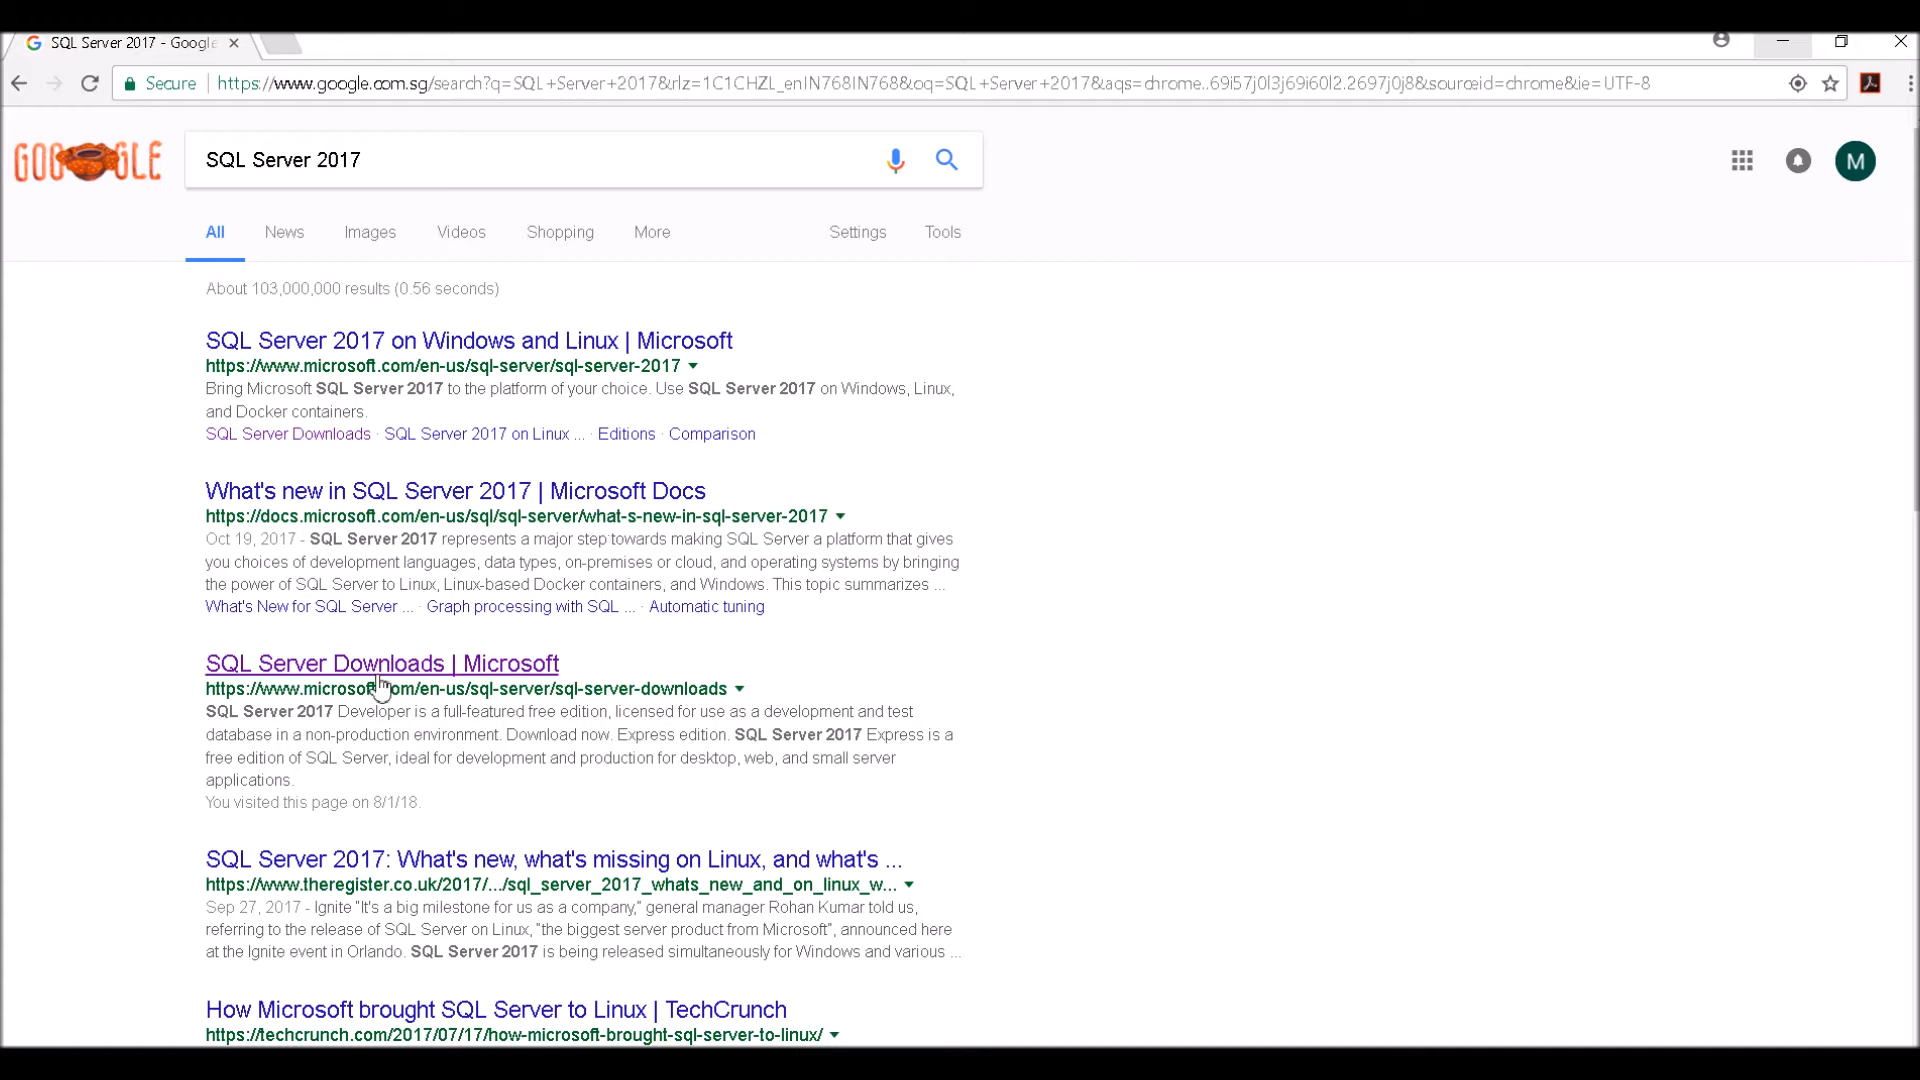 SQL Server 2017 - Google
Secure https://www.google.com.sg/search?q=SQL+Server+2017&rlz=1C1CHZL_enIN768IN768&oq=SQL+Server+2017&aqs=chrome..69i57j0l3j69i60l2.2697j0j8&sourceid=chrome&ie=UTF-8
GOOGLE
SQL Server 2017
M
All News Images Videos Shopping More Settings Tools
About 103,000,000 results (0.56 seconds)
SQL Server 2017 on Windows and Linux | Microsoft
https://www.microsoft.com/en-us/sql-server/sql-server-2017
Bring Microsoft SQL Server 2017 to the platform of your choice. Use SQL Server 2017 on Windows, Linux,
and Docker containers.
SQL Server Downloads · SQL Server 2017 on Linux ... · Editions · Comparison
What's new in SQL Server 2017 | Microsoft Docs
https://docs.microsoft.com/en-us/sql/sql-server/what-s-new-in-sql-server-2017
Oct 19, 2017 - SQL Server 2017 represents a major step towards making SQL Server a platform that gives
you choices of development languages, data types, on-premises or cloud, and operating systems by bringing
the power of SQL Server to Linux, Linux-based Docker containers, and Windows. This topic summarizes ...
What's New for SQL Server ... · Graph processing with SQL ... · Automatic tuning
SQL Server Downloads | Microsoft
https://www.microsoft.com/en-us/sql-server/sql-server-downloads
SQL Server 2017 Developer is a full-featured free edition, licensed for use as a development and test
database in a non-production environment. Download now. Express edition. SQL Server 2017 Express is a
free edition of SQL Server, ideal for development and production for desktop, web, and small server
applications.
You visited this page on 8/1/18.
SQL Server 2017: What's new, what's missing on Linux, and what's ...
https://www.theregister.co.uk/2017/.../sql_server_2017_whats_new_and_on_linux_w...
Sep 27, 2017 - Ignite "It's a big milestone for us as a company," general manager Rohan Kumar told us,
referring to the release of SQL Server on Linux, "the biggest server product from Microsoft", announced here
at the Ignite event in Orlando. SQL Server 2017 is being released simultaneously for Windows and various ...
How Microsoft brought SQL Server to Linux | TechCrunch
https://techcrunch.com/2017/07/17/how-microsoft-brought-sql-server-to-linux/